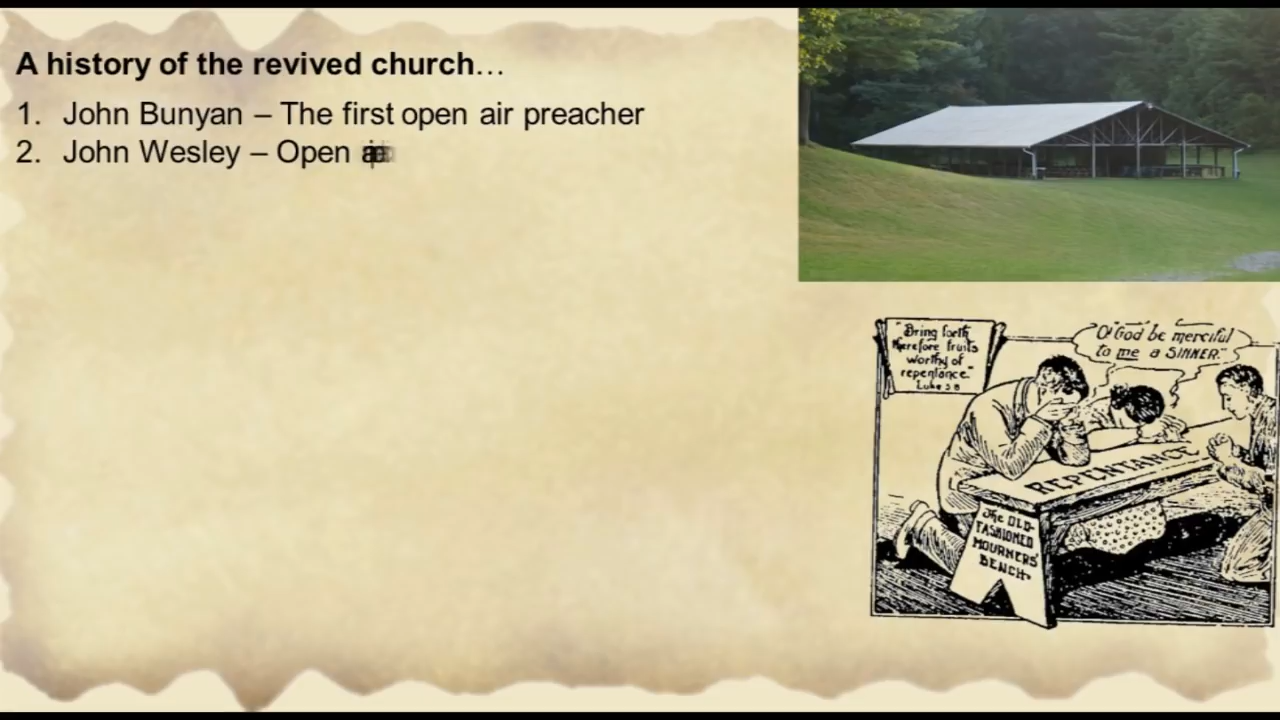 A history of the revived church…
1. John Bunyan – The first open air preacher
2. John Wesley – Open
"Bring forth
therefore fruits
worthy of
repentance."
Luke 3:8
"O' God be merciful
to me a SINNER."
REPENTANCE
The OLD-
FASHIONED
MOURNERS'
BENCH